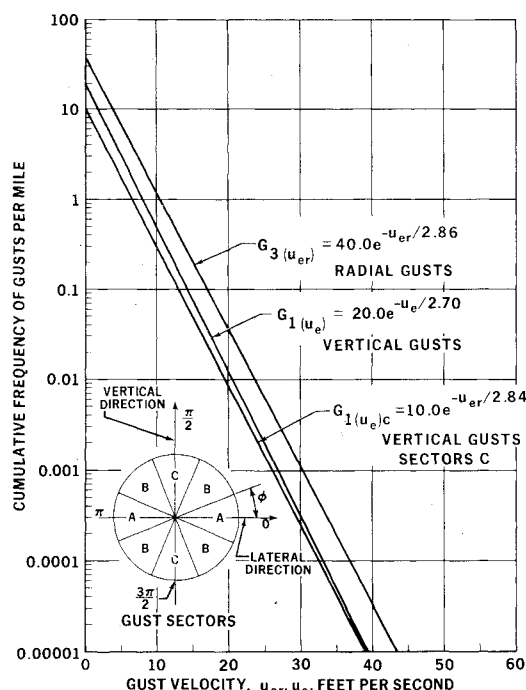 100
10
1
0.1
0.01
0.001
0.0001
0.00001
CUMULATIVE FREQUENCY OF GUSTS PER MILE
G₃(uₑᵣ) = 40.0e^-uₑᵣ/2.86
RADIAL GUSTS
G₁(uₑ) = 20.0e^-uₑ/2.70
VERTICAL GUSTS
G₁(uₑ)c = 10.0e^-uₑᵣ/2.84
VERTICAL GUSTS
SECTORS C
VERTICAL
DIRECTION
π/2
C
B
B
φ
π
A
A
0
B
B
C
LATERAL
DIRECTION
3π/2
GUST SECTORS
0
10
20
30
40
50
60
GUST VELOCITY, uₑᵣ, uₑ, FEET PER SECOND